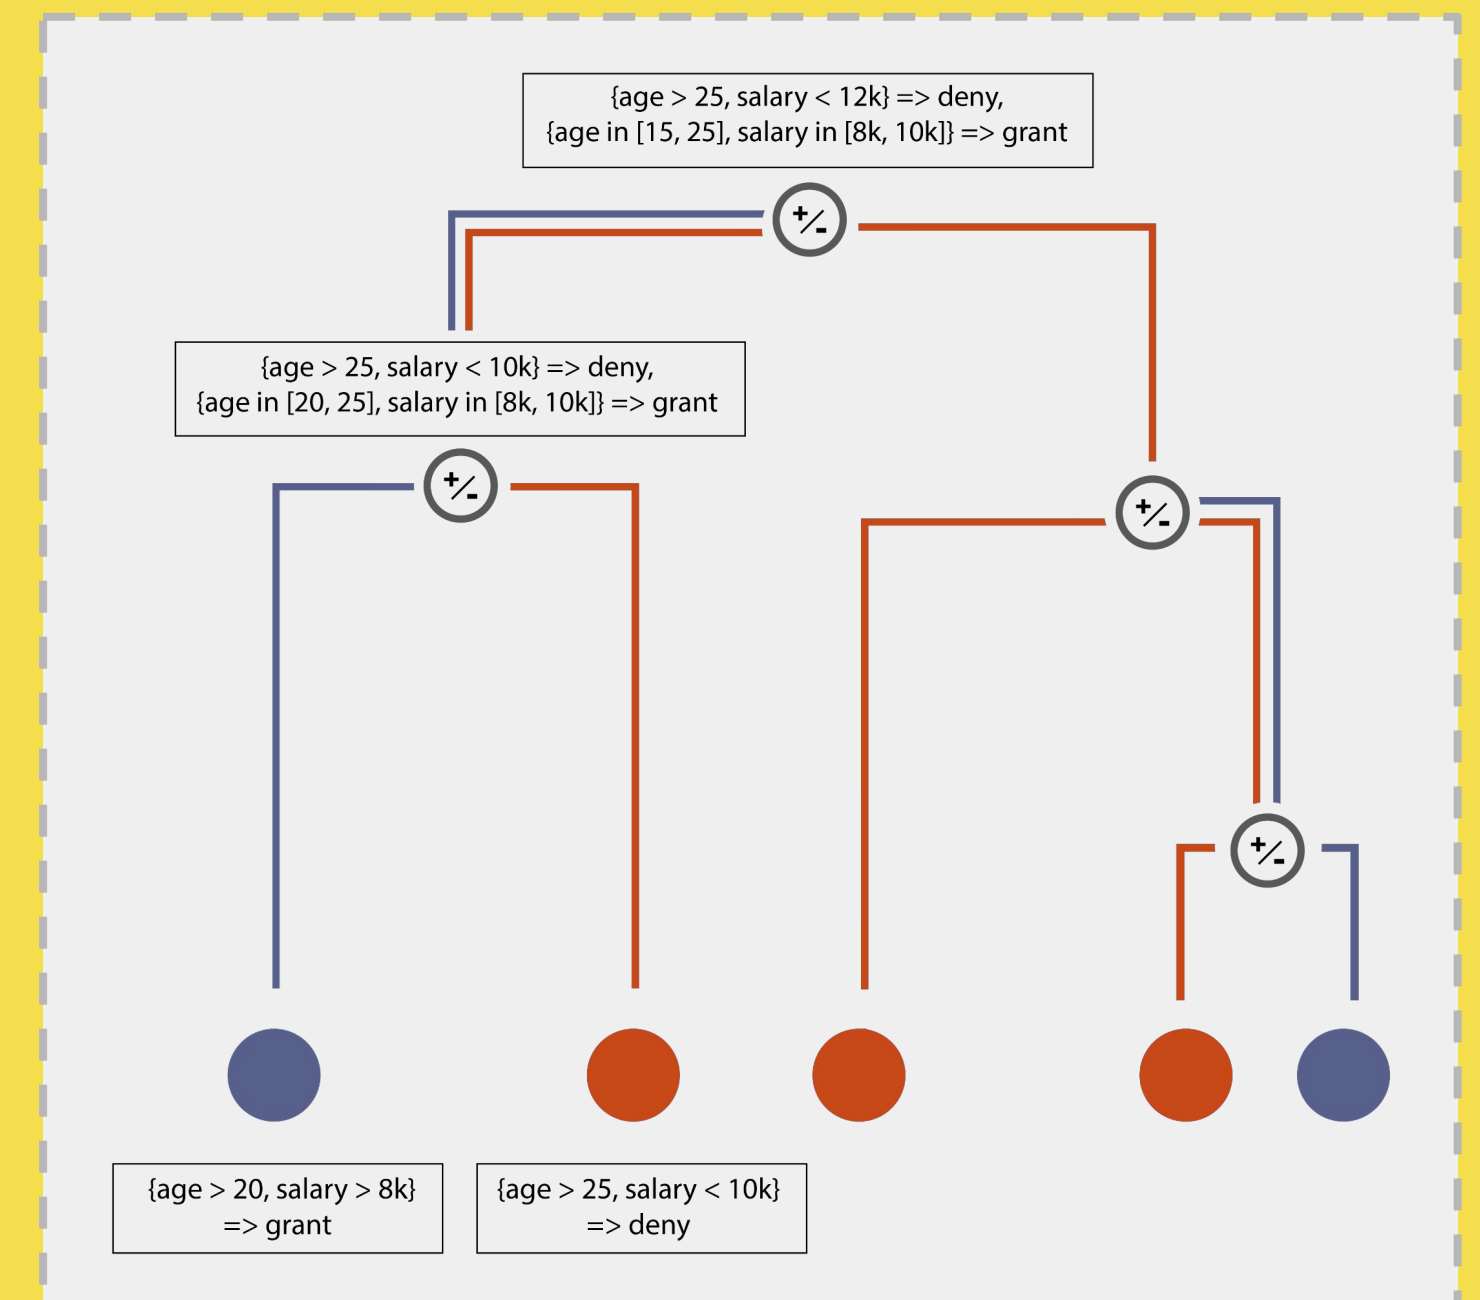 {age > 25, salary < 12k} => deny,
{age in [15, 25], salary in [8k, 10k]} => grant
+/-
{age > 25, salary < 10k} => deny,
{age in [20, 25], salary in [8k, 10k]} => grant
+/-
+/-
+/-
{age > 20, salary > 8k}
=> grant
{age > 25, salary < 10k}
=> deny